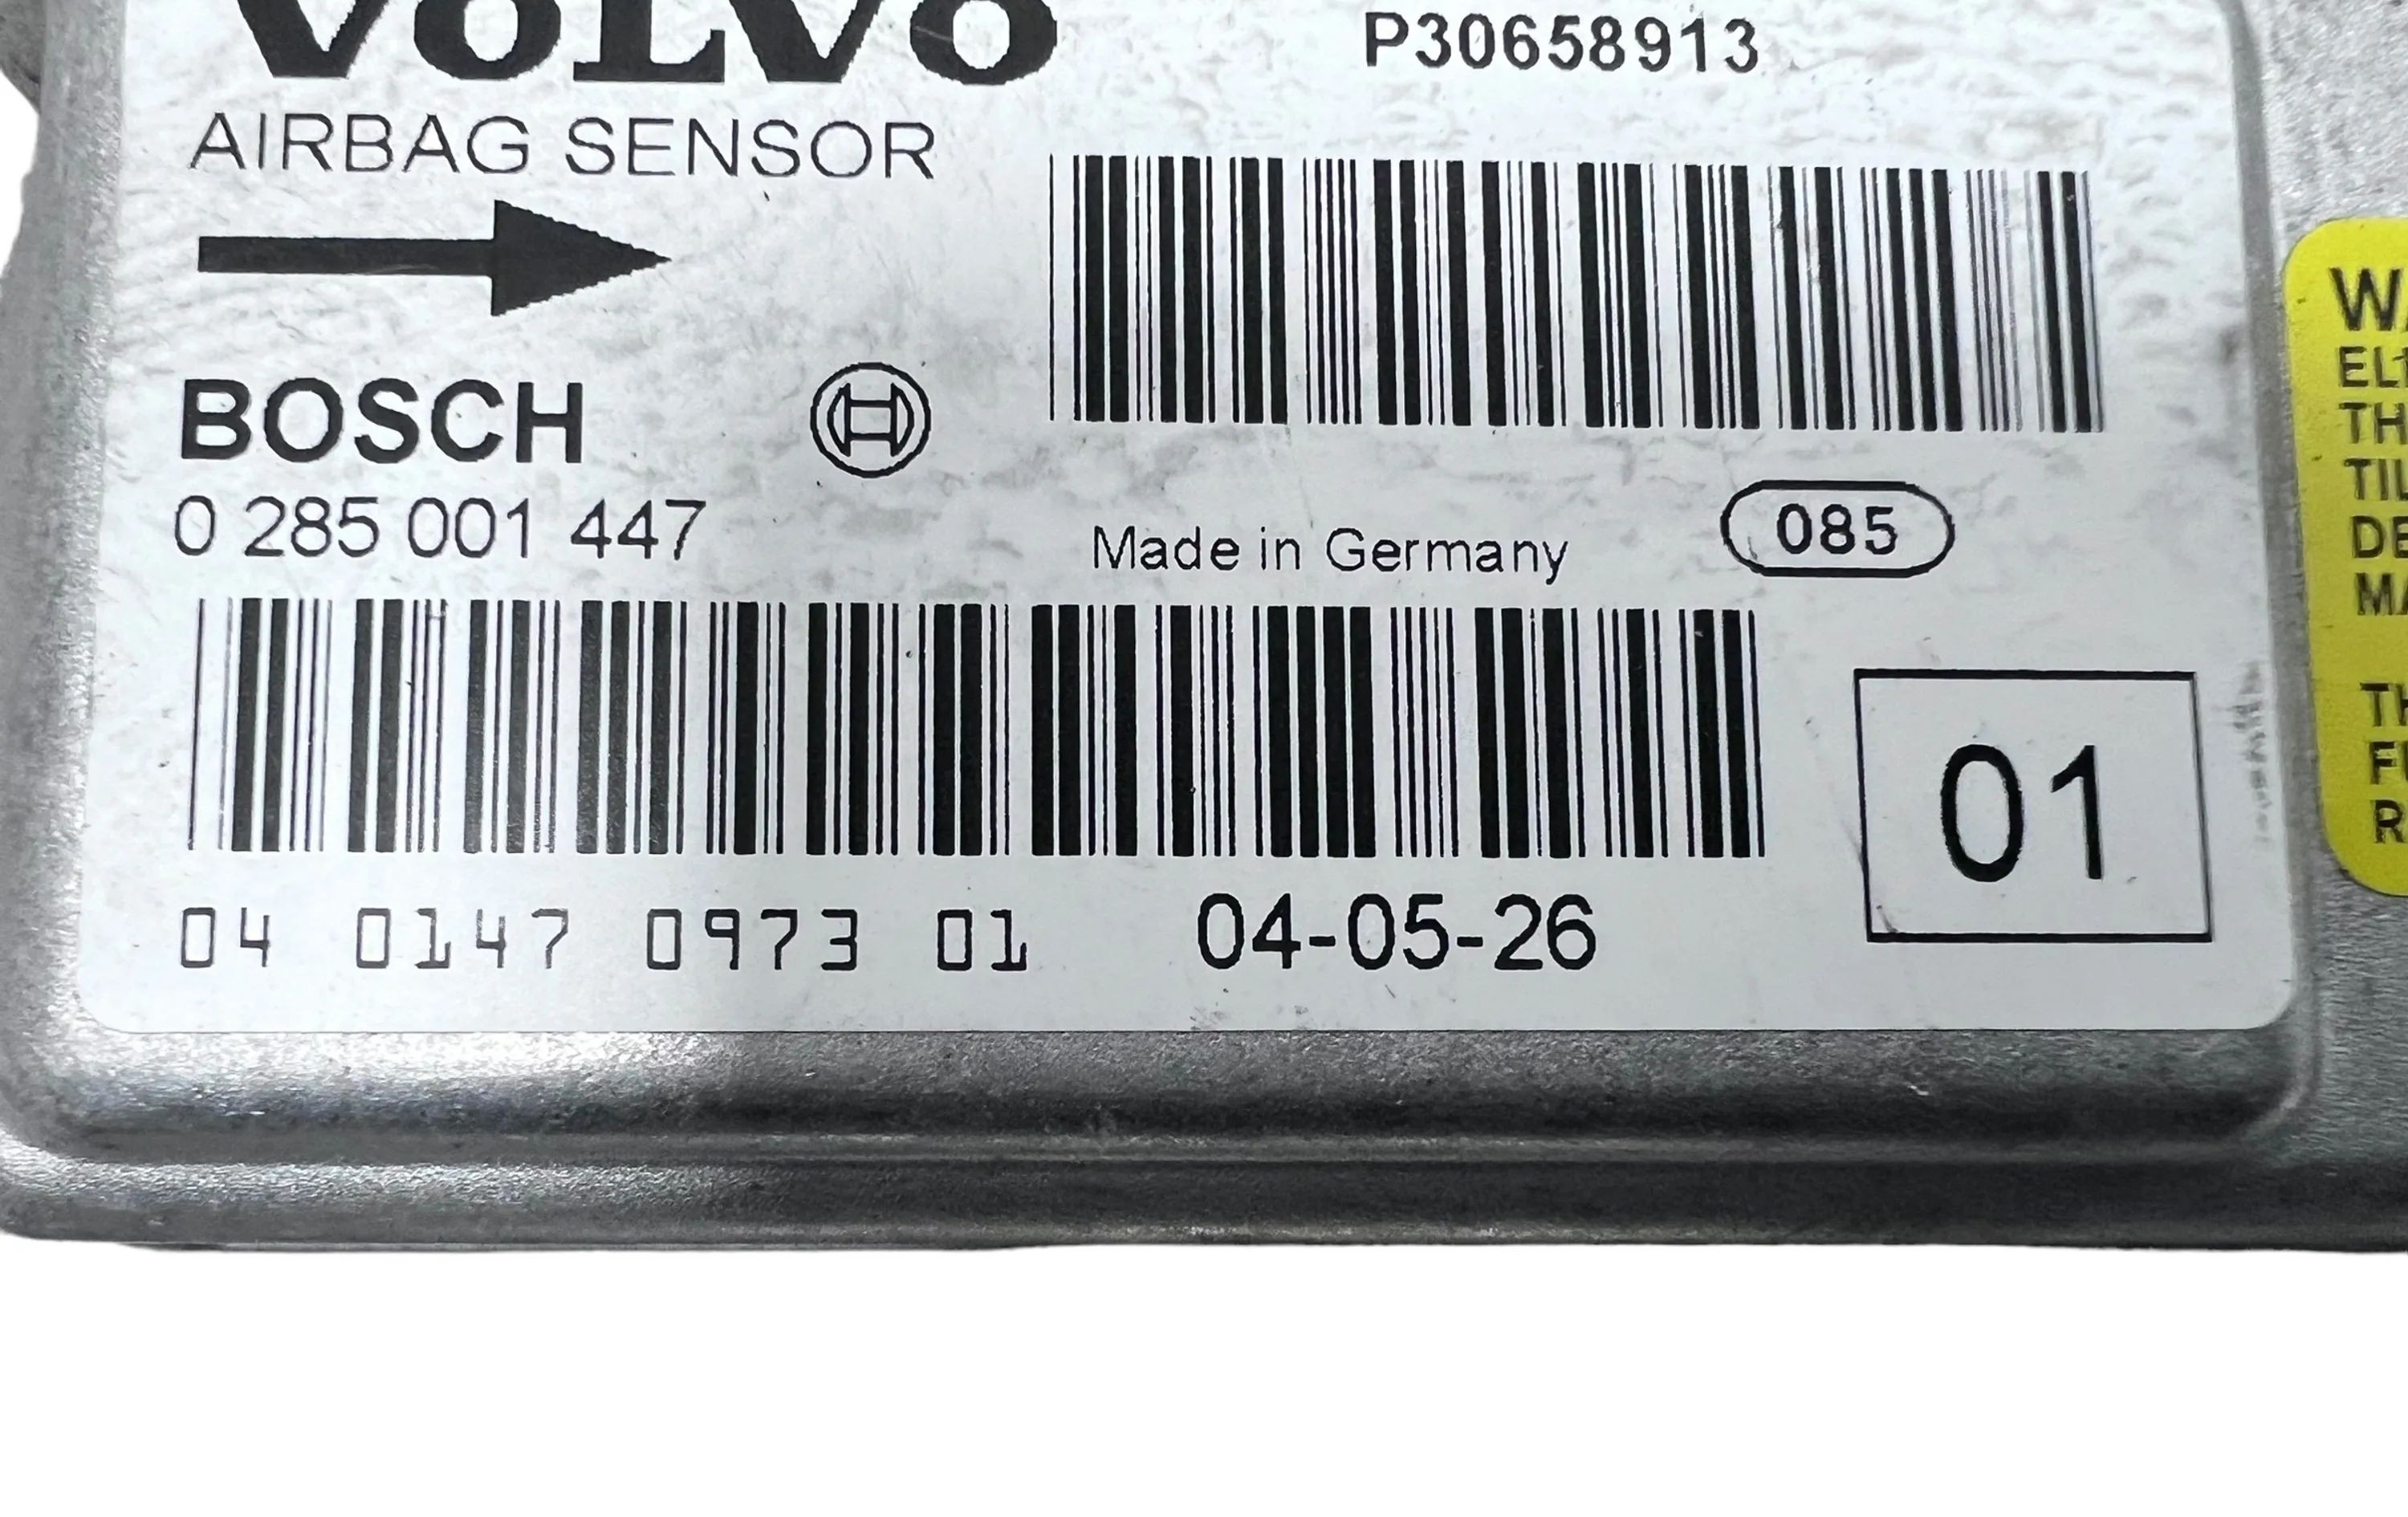 VOLVO
P30658913
AIRBAG SENSOR
BOSCH
0 285 001 447
Made in Germany
085
01
04 0147 0973 01
04-05-26
TH